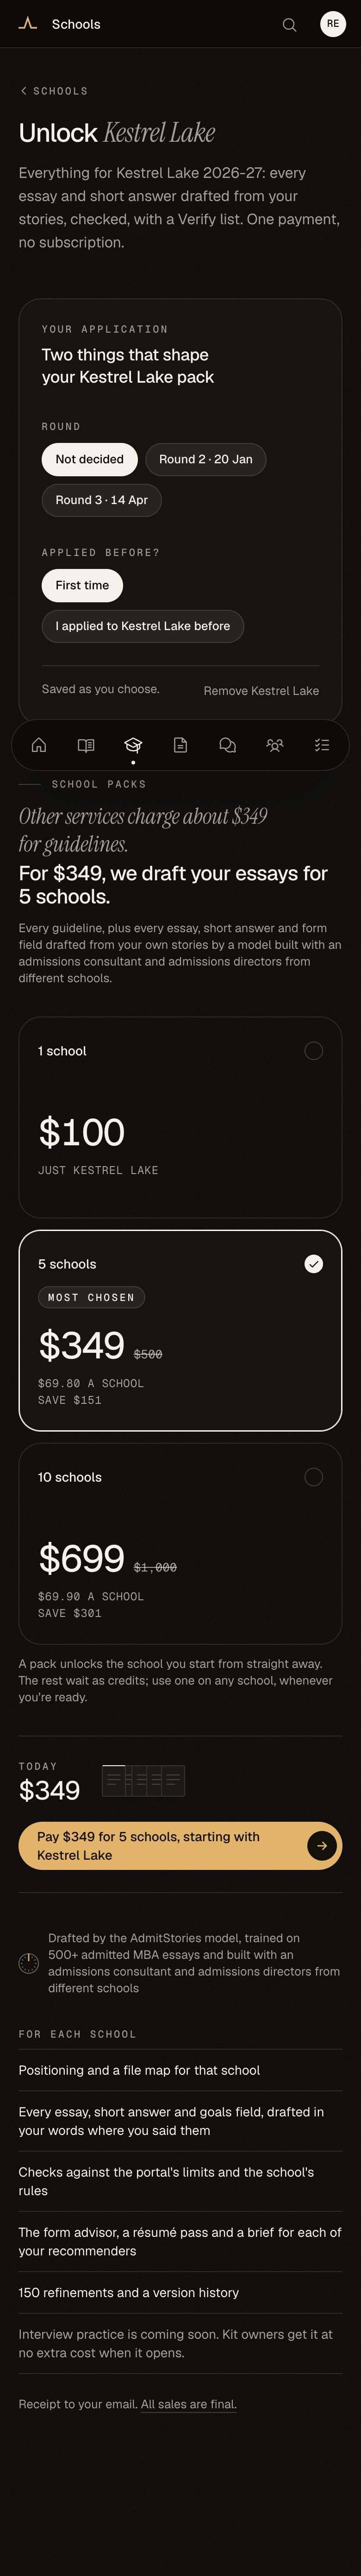 Schools
RE
SCHOOLS
Unlock Kestrel Lake
Everything for Kestrel Lake 2026-27: every
essay and short answer drafted from your
stories, checked, with a Verify list. One payment,
no subscription.
YOUR APPLICATION
Two things that shape
your Kestrel Lake pack
ROUND
Not decided
Round 2 · 20 Jan
Round 3 · 14 Apr
APPLIED BEFORE?
First time
I applied to Kestrel Lake before
Saved as you choose.
Remove Kestrel Lake
SCHOOL PACKS
Other services charge about $349
for guidelines.
For $349, we draft your essays for
5 schools.
Every guideline, plus every essay, short answer and form
field drafted from your own stories by a model built with an
admissions consultant and admissions directors from
different schools.
1 school
$100
JUST KESTREL LAKE
5 schools
MOST CHOSEN
$349 $500
$69.80 A SCHOOL
SAVE $151
10 schools
$699 $1,000
$69.90 A SCHOOL
SAVE $301
A pack unlocks the school you start from straight away.
The rest wait as credits; use one on any school, whenever
you're ready.
TODAY
$349
Pay $349 for 5 schools, starting with
Kestrel Lake
Drafted by the AdmitStories model, trained on
500+ admitted MBA essays and built with an
admissions consultant and admissions directors from
different schools
FOR EACH SCHOOL
Positioning and a file map for that school
Every essay, short answer and goals field, drafted in
your words where you said them
Checks against the portal's limits and the school's
rules
The form advisor, a résumé pass and a brief for each of
your recommenders
150 refinements and a version history
Interview practice is coming soon. Kit owners get it at
no extra cost when it opens.
Receipt to your email. All sales are final.